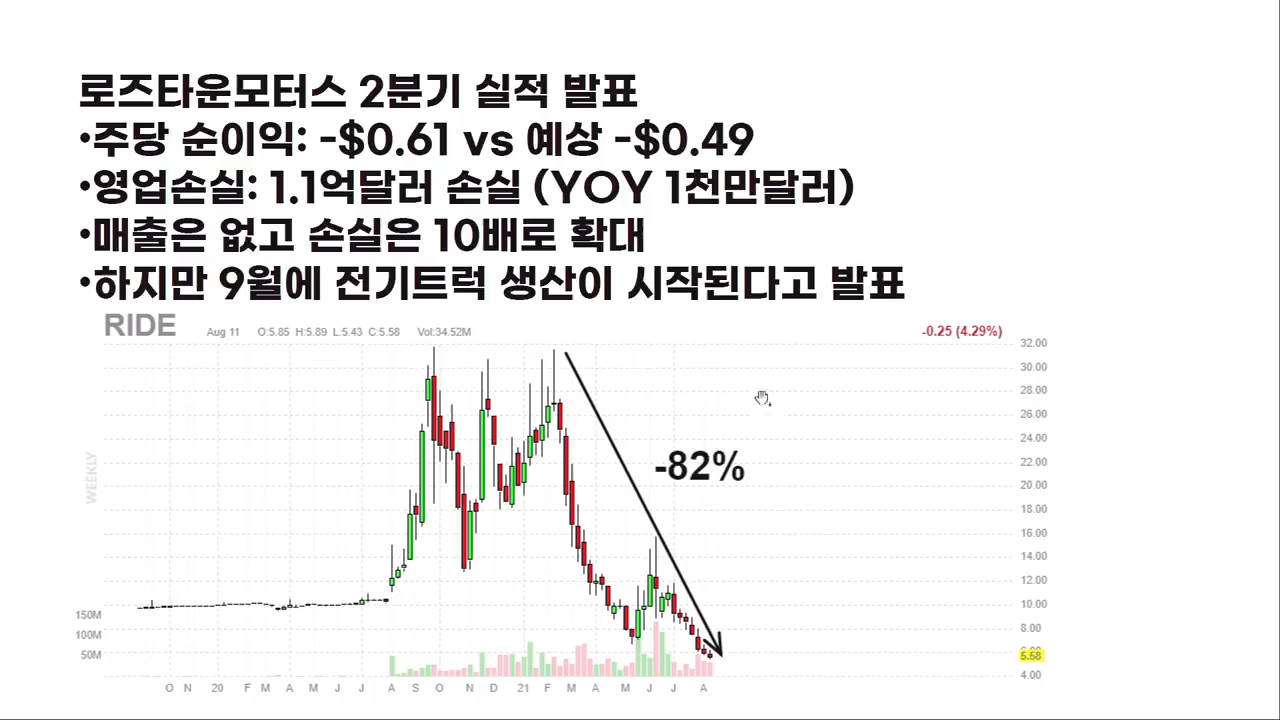 로즈타운모터스 2분기 실적 발표
•주당 순이익: -$0.61 vs 예상 -$0.49
•영업손실: 1.1억달러 손실 (YOY 1천만달러)
•매출은 없고 손실은 10배로 확대
•하지만 9월에 전기트럭 생산이 시작된다고 발표
RIDE Aug 11 O:5.85 H:5.89 L:5.43 C:5.58 Vol:34.52M -0.25 (4.29%)
32.00
30.00
28.00
26.00
24.00
-82%
22.00
WEEKLY
20.00
18.00
16.00
14.00
12.00
10.00
150M
8.00
100M
50M
5.58
4.00
O N 20 F M A M J J A S O N D 21 F M A M J J A